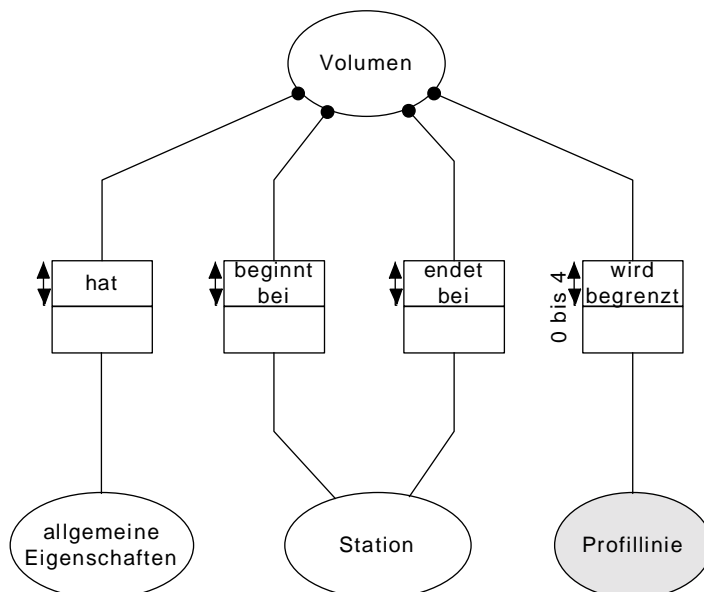 Volumen
hat
beginnt
bei
endet
bei
0 bis 4
wird
begrenzt
allgemeine
Eigenschaften
Station
Profillinie